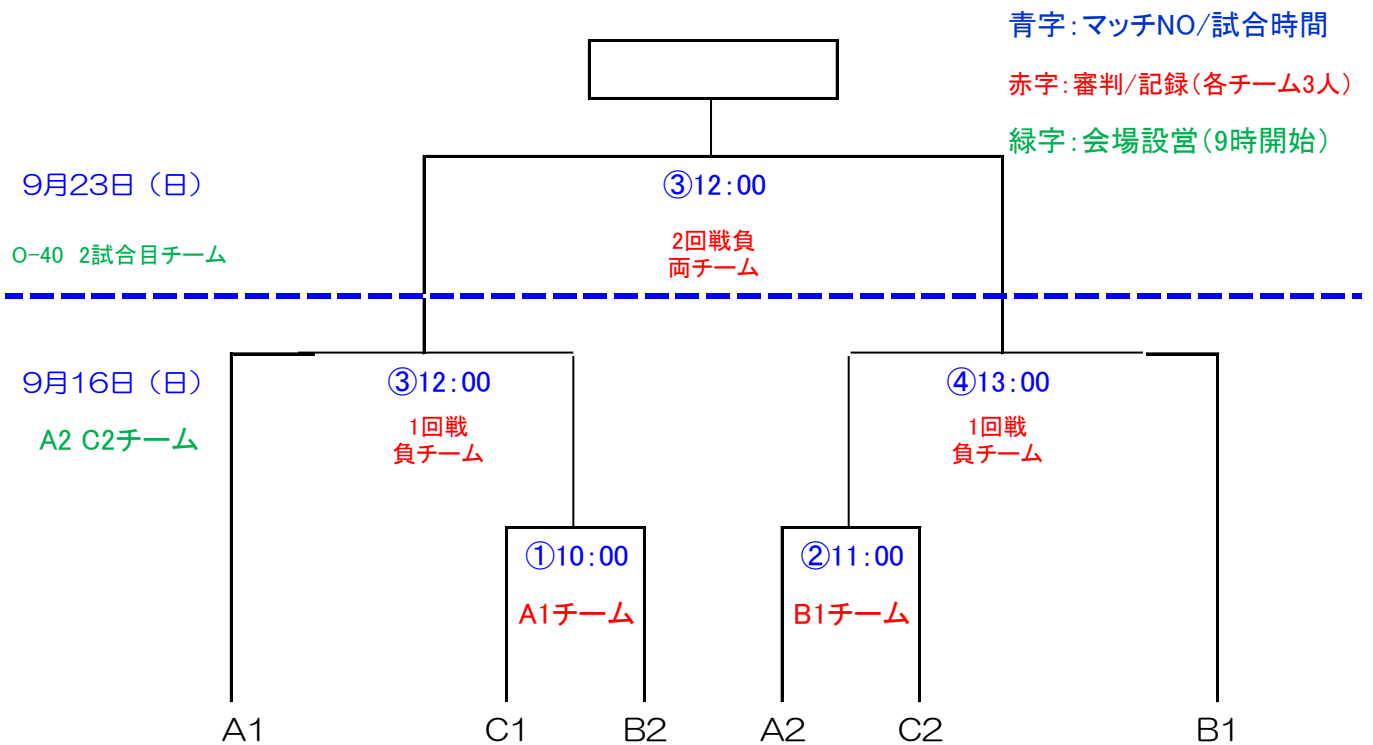 青字：マッチNO/試合時間
赤字：審判/記録（各チーム3人）
緑字：会場設営（9時開始）
9月23日（日）
③12：00
O-40 2試合目チーム
2回戦負
両チーム
9月16日（日）
③12：00
④13：00
A2 C2チーム
1回戦
負チーム
1回戦
負チーム
①10：00
②11：00
A1チーム
B1チーム
A1
C1
B2
A2
C2
B1